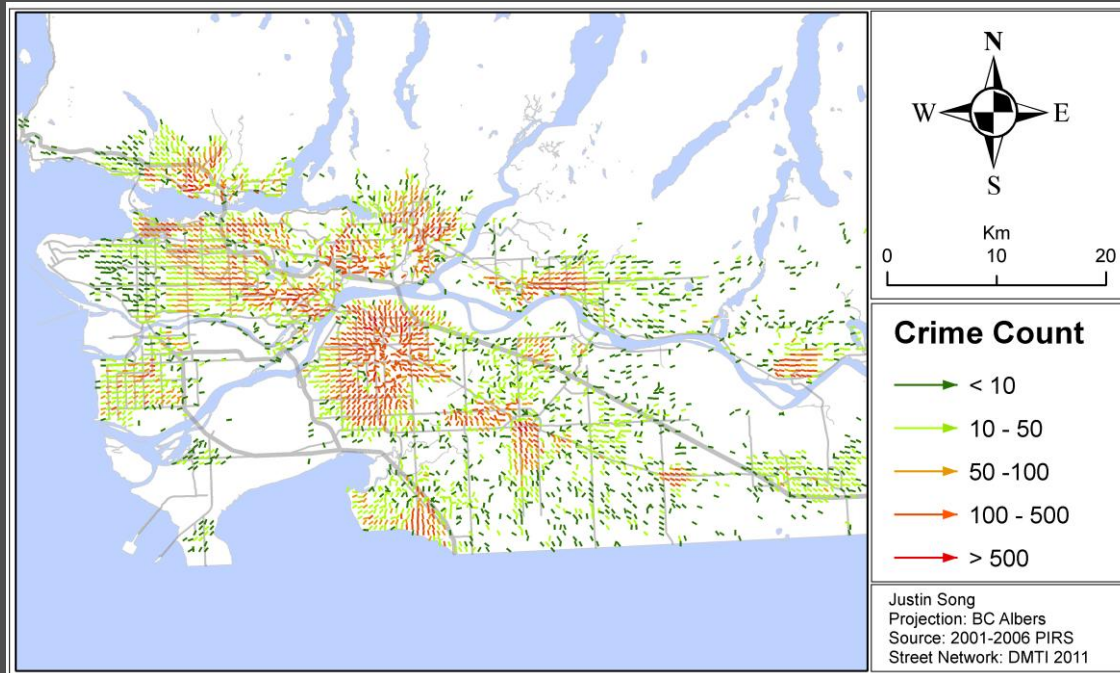 N
W E
S
Km
0 10 20
Crime Count
< 10
10 - 50
50 -100
100 - 500
> 500
Justin Song
Projection: BC Albers
Source: 2001-2006 PIRS
Street Network: DMTI 2011